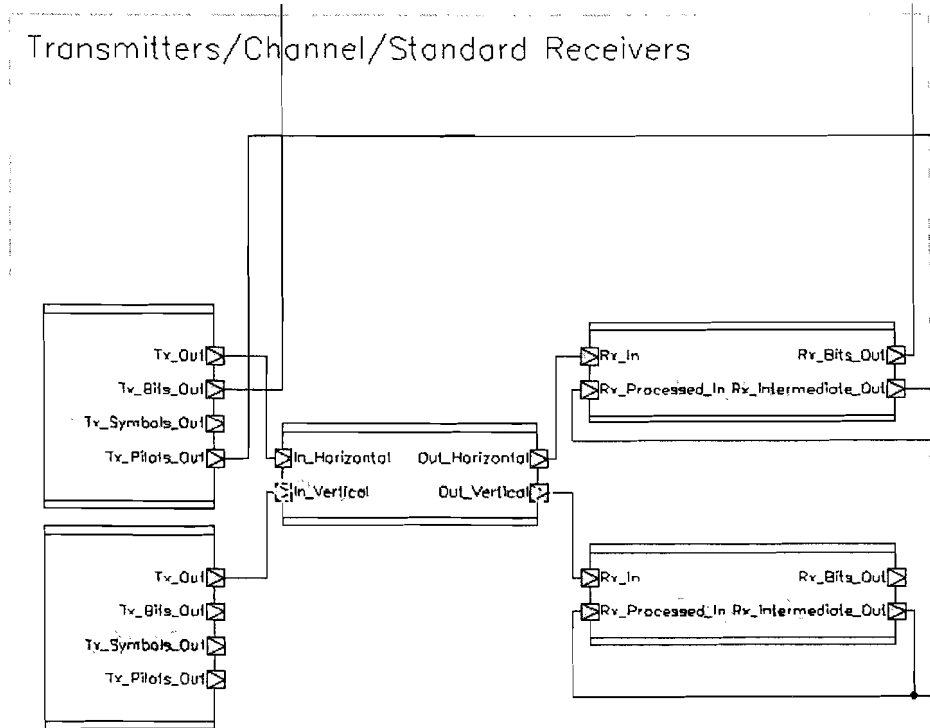 Transmitters/Channel/Standard Receivers
Tx_Out
Tx_Bits_Out
Tx_Symbols_Out
Tx_Pilots_Out
In_Horizontal Out_Horizontal
In_Vertical Out_Vertical
Rx_In Rx_Bits_Out
Rx_Processed_In Rx_Intermediate_Out
Tx_Out
Tx_Bits_Out
Tx_Symbols_Out
Tx_Pilots_Out
Rx_In Rx_Bits_Out
Rx_Processed_In Rx_Intermediate_Out